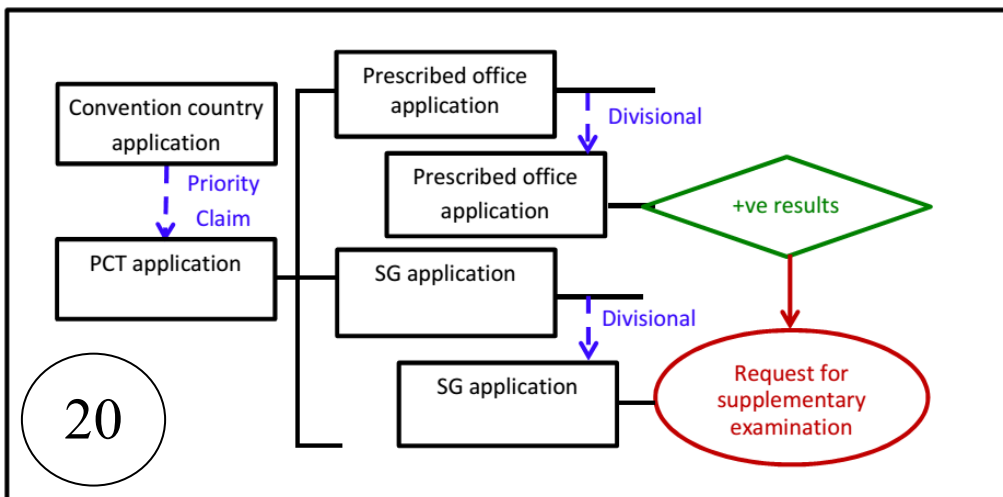 Convention country
application
Priority
Claim
PCT application
Prescribed office
application
Divisional
Prescribed office
application
+ve results
SG application
Divisional
SG application
Request for
supplementary
examination
20